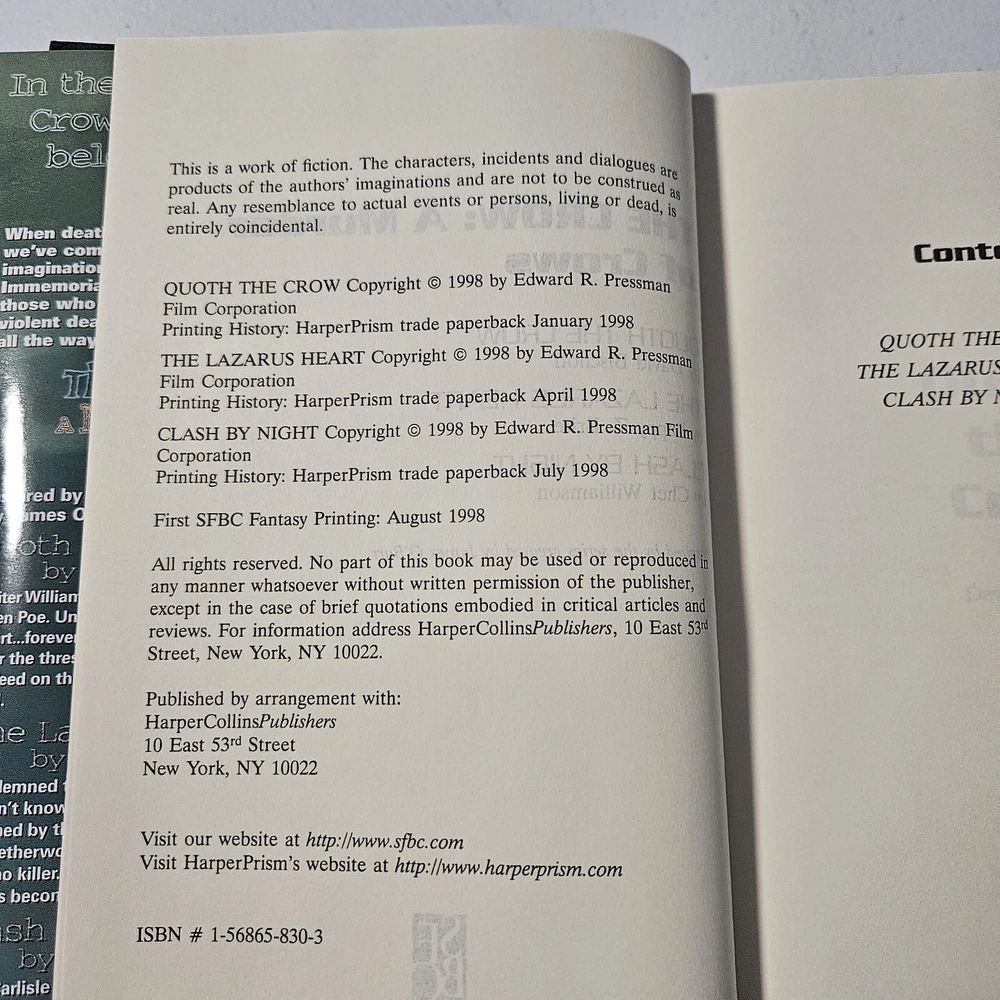 In the
Crow
When
we've com
those who
all the way
A
by
by
by
This is a work of fiction. The characters, incidents and dialogues are
products of the authors' imaginations and are not to be construed as
real. Any resemblance to actual events or persons, living or dead, is
entirely coincidental.
QUOTH THE CROW Copyright © 1998 by Edward R. Pressman
Film Corporation
Printing History: HarperPrism trade paperback January 1998
THE LAZARUS HEART Copyright © 1998 by Edward R. Pressman
Film Corporation
Printing History: HarperPrism trade paperback April 1998
CLASH BY NIGHT Copyright © 1998 by Edward R. Pressman Film
Corporation
Printing History: HarperPrism trade paperback July 1998
First SFBC Fantasy Printing: August 1998
All rights reserved. No part of this book may be used or reproduced in
any manner whatsoever without written permission of the publisher,
except in the case of brief quotations embodied in critical articles and
reviews. For information address HarperCollinsPublishers, 10 East 53rd
Street, New York, NY 10022.
Published by arrangement with:
HarperCollinsPublishers
10 East 53rd Street
New York, NY 10022
Visit our website at http://www.sfbc.com
Visit HarperPrism's website at http://www.harperprism.com
ISBN # 1-56865-830-3
Conte
QUOTH THE
THE LAZARUS
CLASH BY N